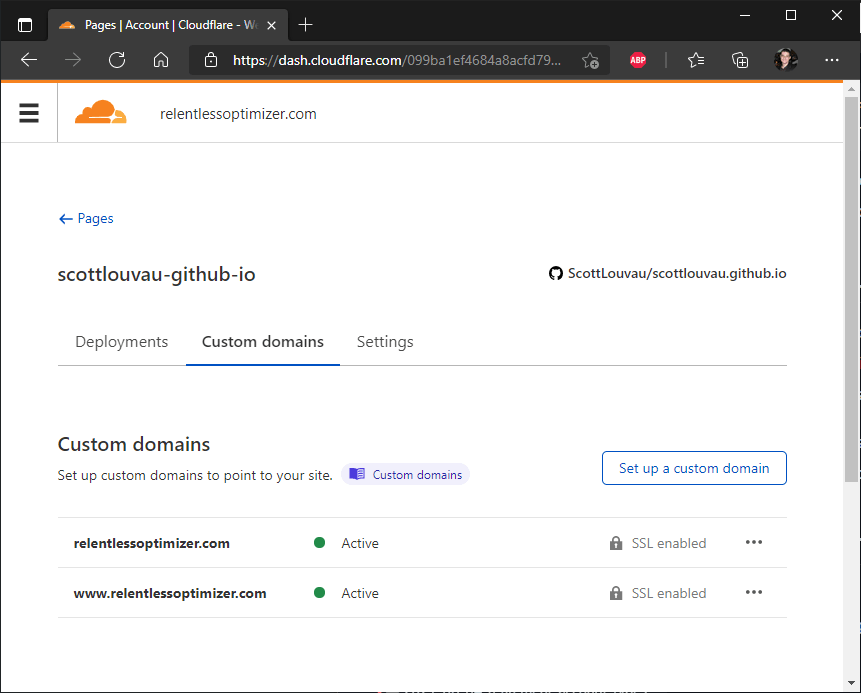 Pages | Account | Cloudflare - We
https://dash.cloudflare.com/099ba1ef4684a8acfd79...
ABP
relentlessoptimizer.com
← Pages
scottlouvau-github-io
ScottLouvau/scottlouvau.github.io
Deployments Custom domains Settings
Custom domains
Set up custom domains to point to your site. Custom domains
Set up a custom domain
relentlessoptimizer.com Active SSL enabled
www.relentlessoptimizer.com Active SSL enabled